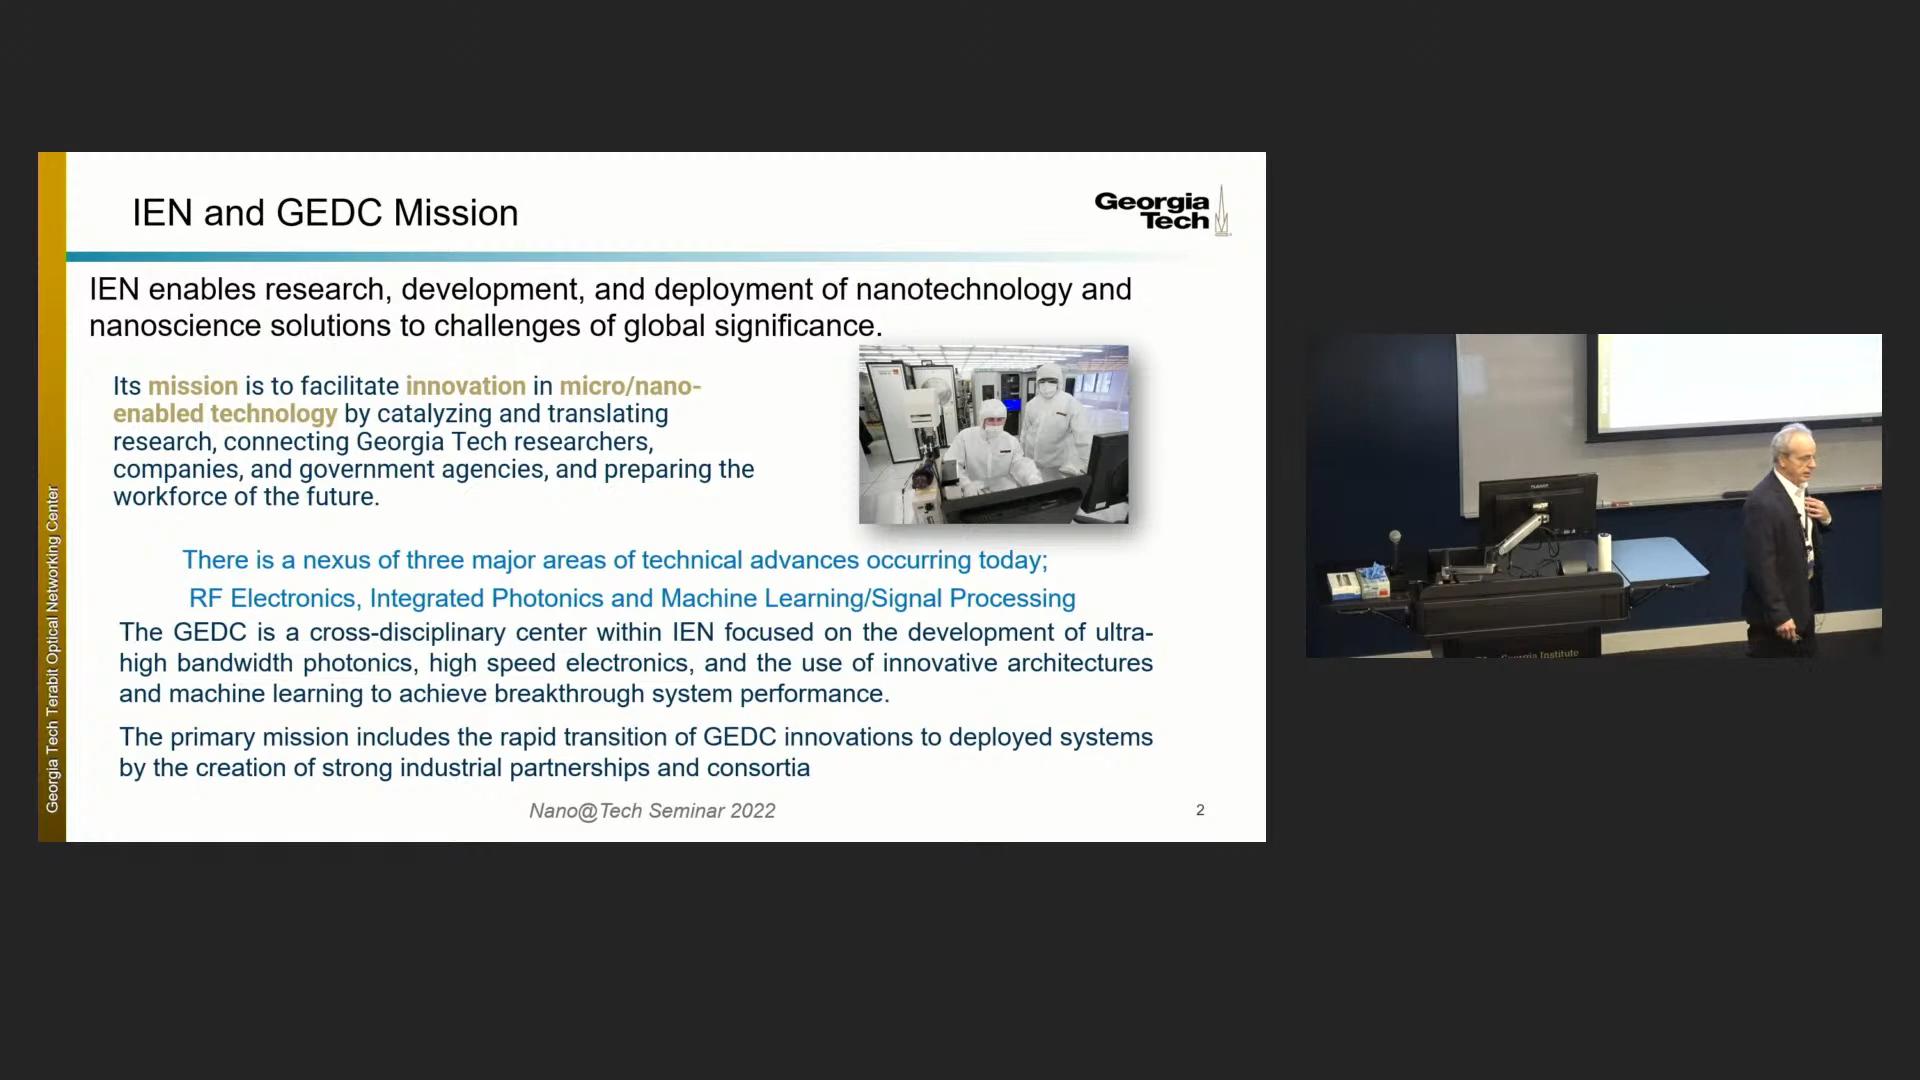 IEN and GEDC Mission
Georgia
Tech
IEN enables research, development, and deployment of nanotechnology and
nanoscience solutions to challenges of global significance.
Its mission is to facilitate innovation in micro/nano-
enabled technology by catalyzing and translating
research, connecting Georgia Tech researchers,
companies, and government agencies, and preparing the
workforce of the future.
There is a nexus of three major areas of technical advances occurring today;
RF Electronics, Integrated Photonics and Machine Learning/Signal Processing
The GEDC is a cross-disciplinary center within IEN focused on the development of ultra-
high bandwidth photonics, high speed electronics, and the use of innovative architectures
and machine learning to achieve breakthrough system performance.
The primary mission includes the rapid transition of GEDC innovations to deployed systems
by the creation of strong industrial partnerships and consortia
Nano@Tech Seminar 2022
2
Georgia Tech Terabit Optical Networking Center
Georgia Institute